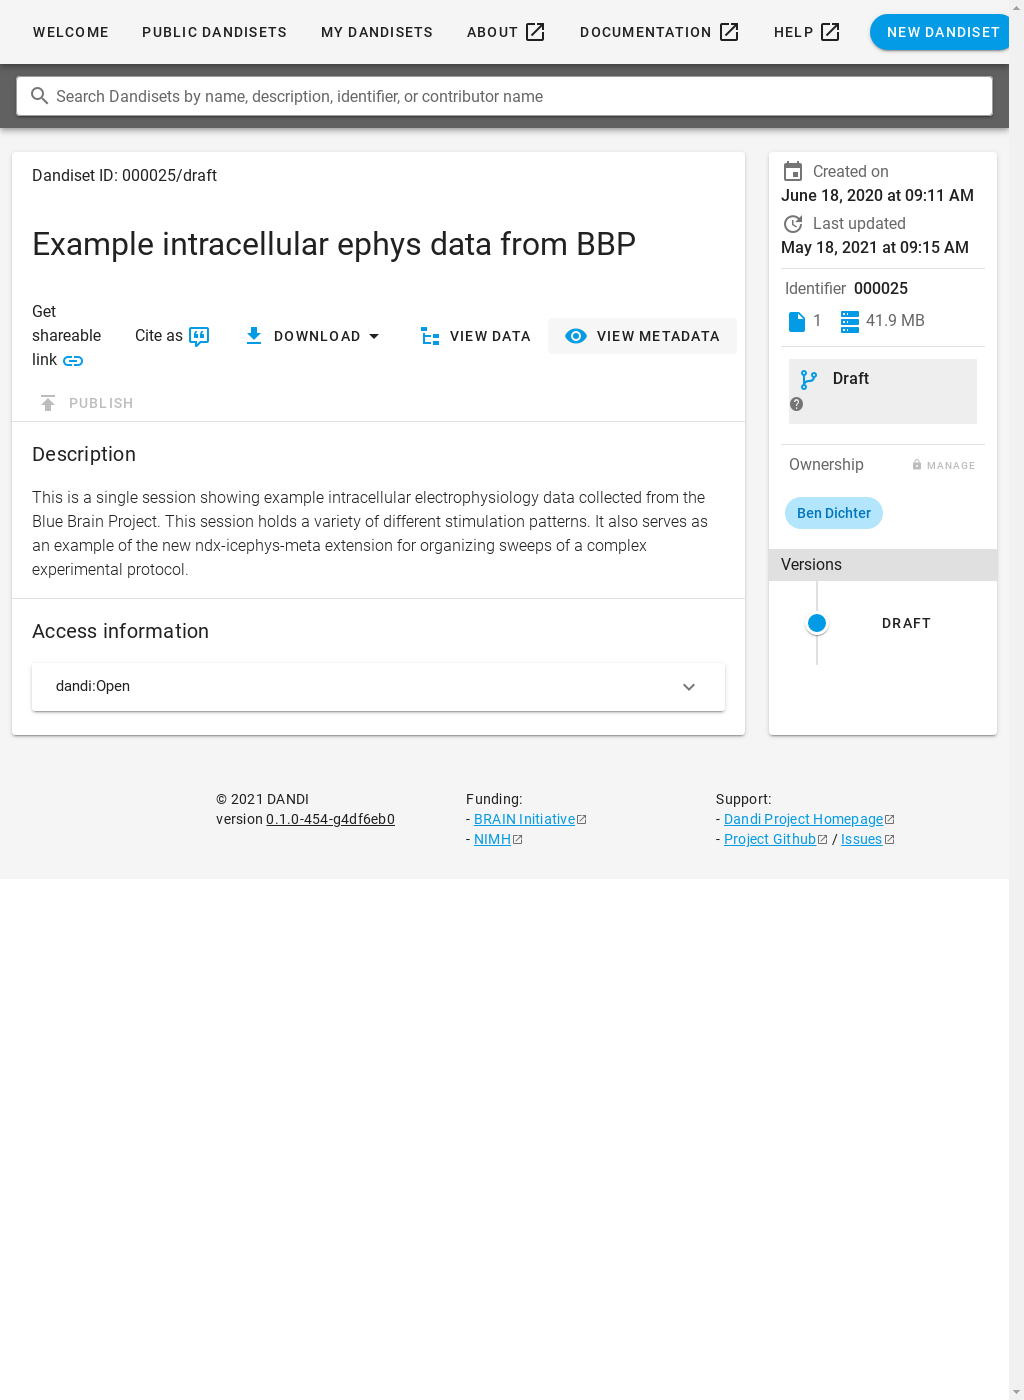 WELCOME PUBLIC DANDISETS MY DANDISETS ABOUT DOCUMENTATION HELP NEW DANDISET
Search Dandisets by name, description, identifier, or contributor name
Dandiset ID: 000025/draft
Example intracellular ephys data from BBP
Get shareable link
Cite as
DOWNLOAD
VIEW DATA
VIEW METADATA
PUBLISH
Description
This is a single session showing example intracellular electrophysiology data collected from the
Blue Brain Project. This session holds a variety of different stimulation patterns. It also serves as
an example of the new ndx-icephys-meta extension for organizing sweeps of a complex
experimental protocol.
Access information
dandi:Open
Created on
June 18, 2020 at 09:11 AM
Last updated
May 18, 2021 at 09:15 AM
Identifier 000025
1 41.9 MB
Draft
Ownership MANAGE
Ben Dichter
Versions
DRAFT
© 2021 DANDI
version 0.1.0-454-g4df6eb0
Funding:
- BRAIN Initiative
- NIMH
Support:
- Dandi Project Homepage
- Project Github / Issues